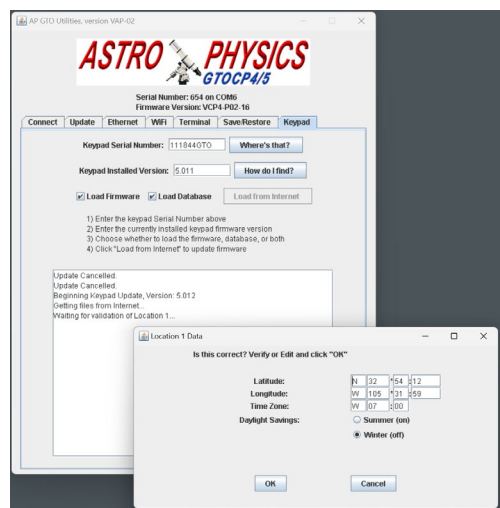 AP GTO Utilities, version VAP-02
ASTRO PHYSICS
GTOCP4/5
Serial Number: 654 on COM6
Firmware Version: VCP4-P02-16
Connect Update Ethernet WiFi Terminal Save/Restore Keypad
Keypad Serial Number: 111844GTO Where's that?
Keypad Installed Version: 5.011 How do I find?
Load Firmware Load Database Load from Internet
1) Enter the keypad Serial Number above
2) Enter the currently installed keypad firmware version
3) Choose whether to load the firmware, database, or both
4) Click "Load from Internet" to update firmware
Update Cancelled.
Update Cancelled.
Beginning Keypad Update, Version: 5.012
Getting files from Internet...
Waiting for validation of Location 1...
Location 1 Data
Is this correct? Verify or Edit and click "OK"
Latitude: N 32 °54 :12
Longitude: W 105 °31 :59
Time Zone: W 07 :00
Daylight Savings: Summer (on)
Winter (off)
OK Cancel